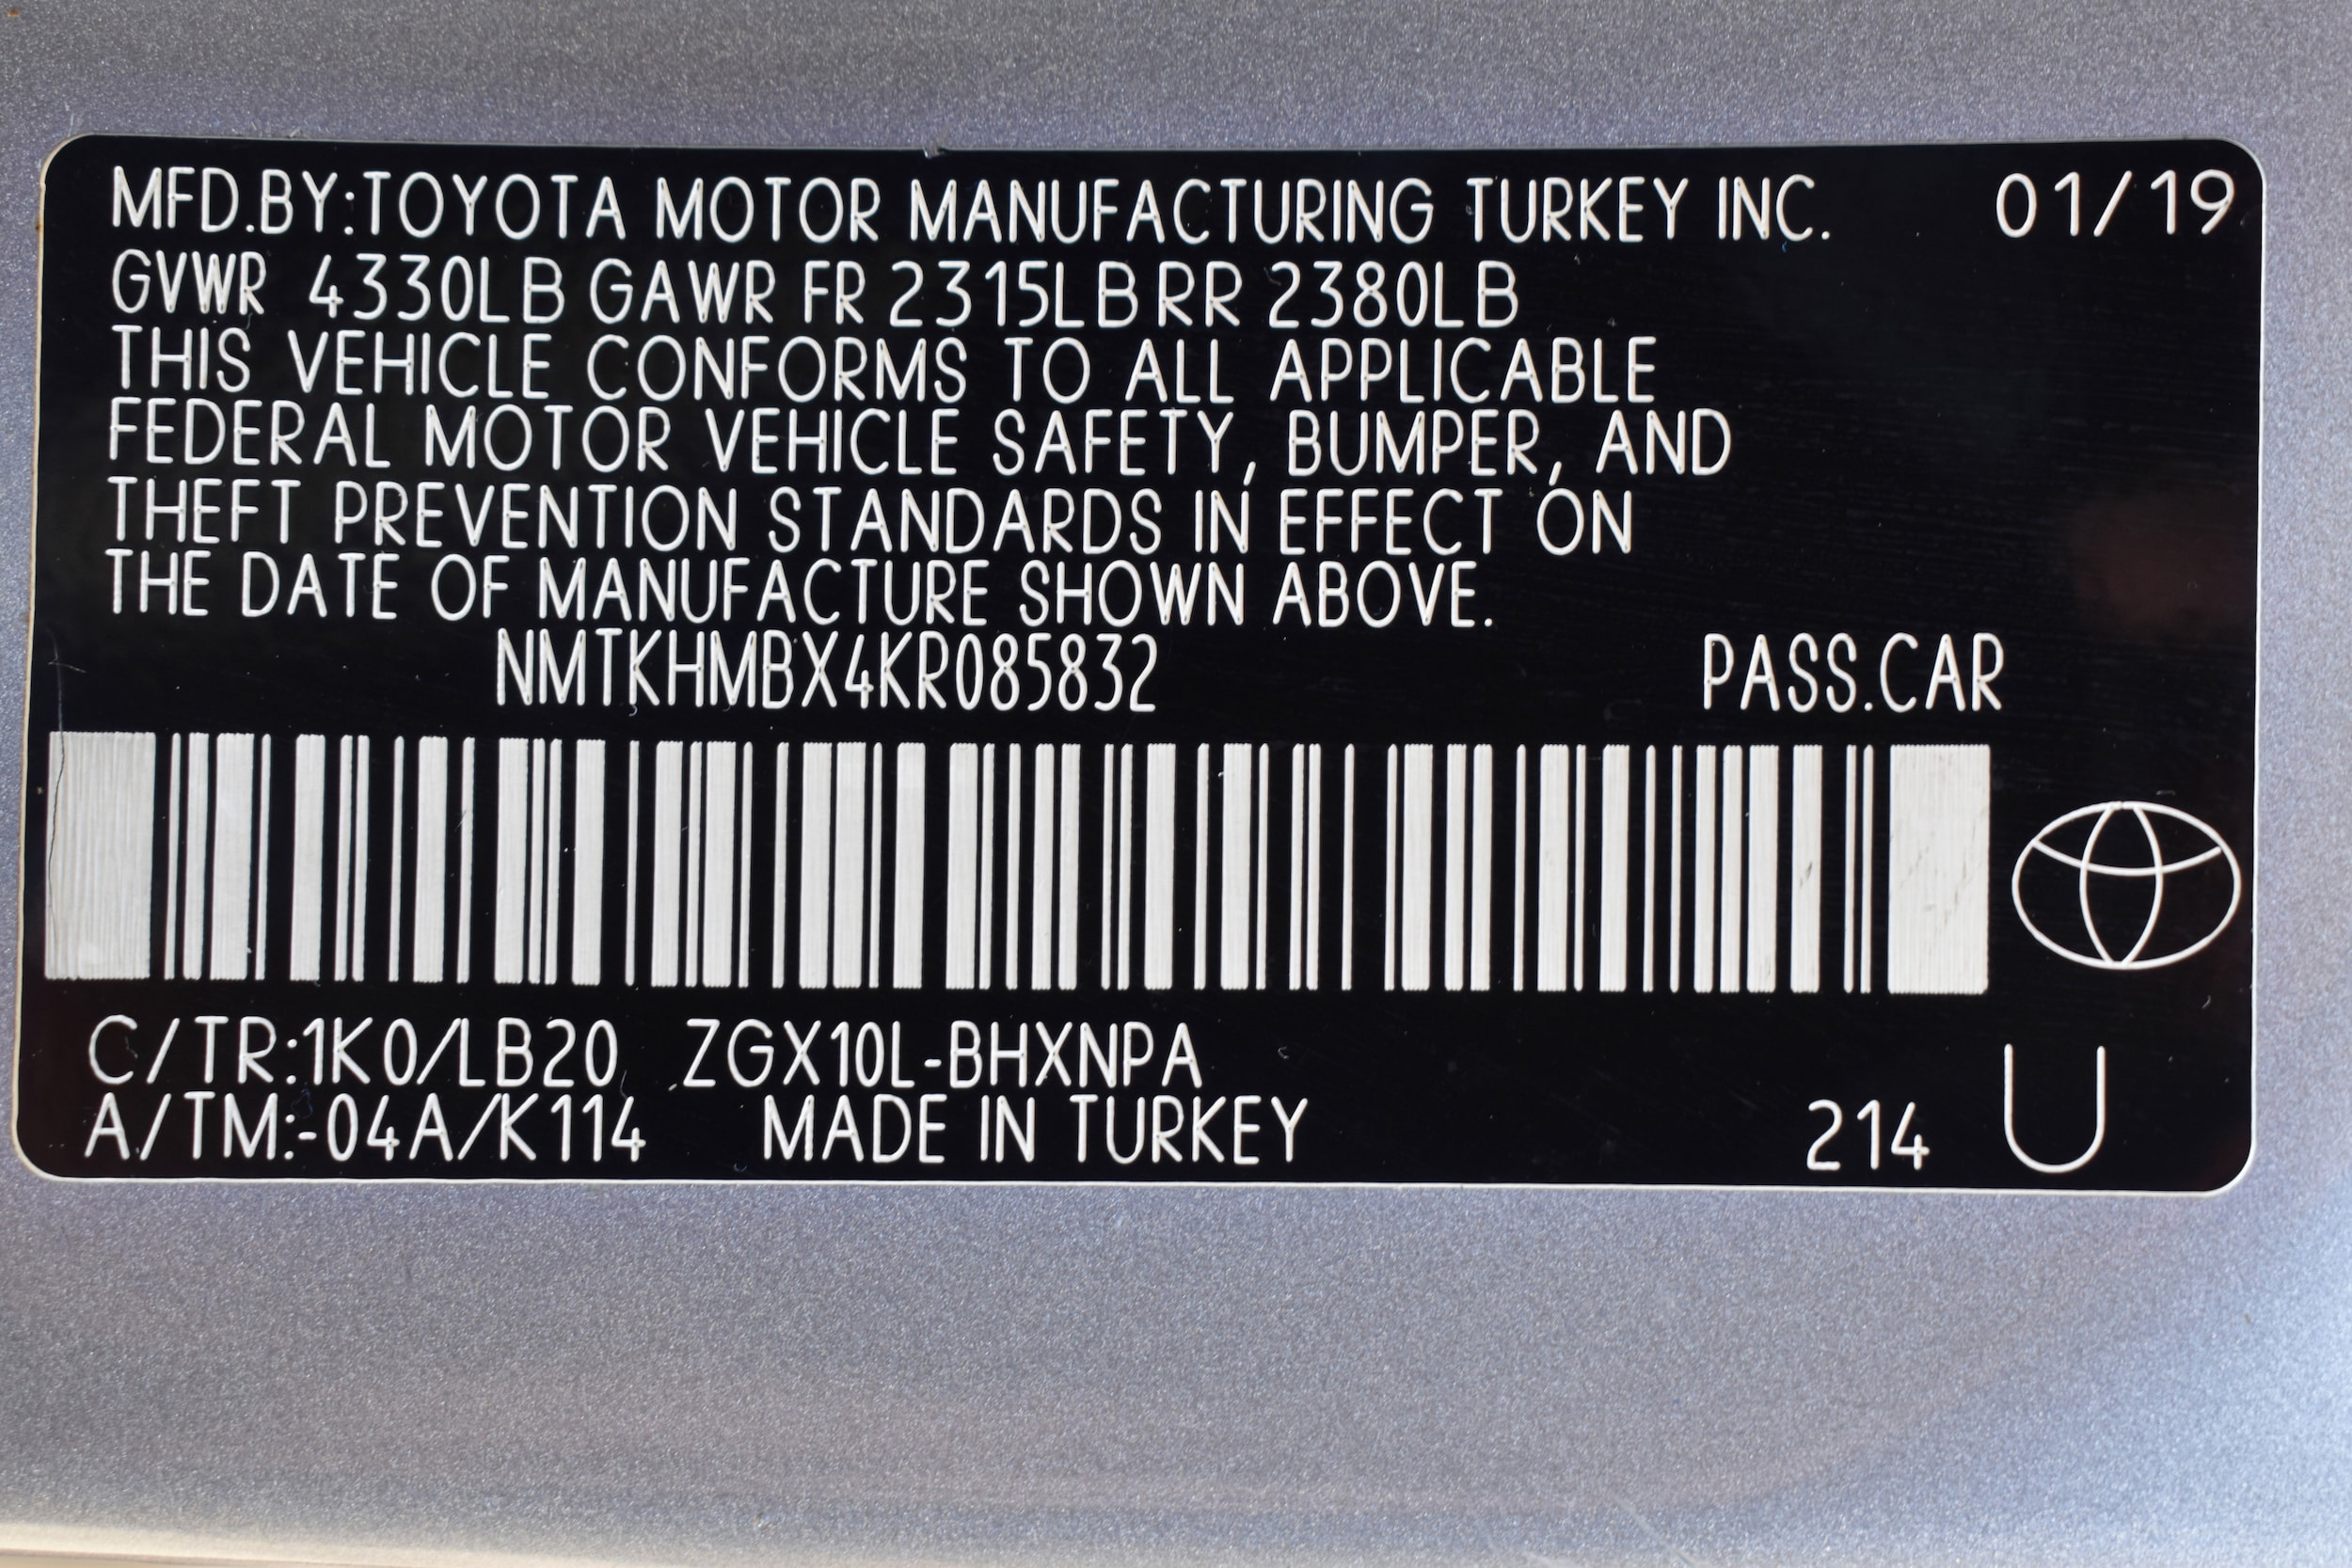 MFD.BY:TOYOTA MOTOR MANUFACTURING TURKEY INC. 01/19
GVWR 4330LB GAWR FR 2315LB RR 2380LB
THIS VEHICLE CONFORMS TO ALL APPLICABLE
FEDERAL MOTOR VEHICLE SAFETY, BUMPER, AND
THEFT PREVENTION STANDARDS IN EFFECT ON
THE DATE OF MANUFACTURE SHOWN ABOVE.
NMTKHMBX4KR085832 PASS.CAR
C/TR:1K0/LB20 ZGX10L-BHXNPA
A/TM:-04A/K114 MADE IN TURKEY 214 U